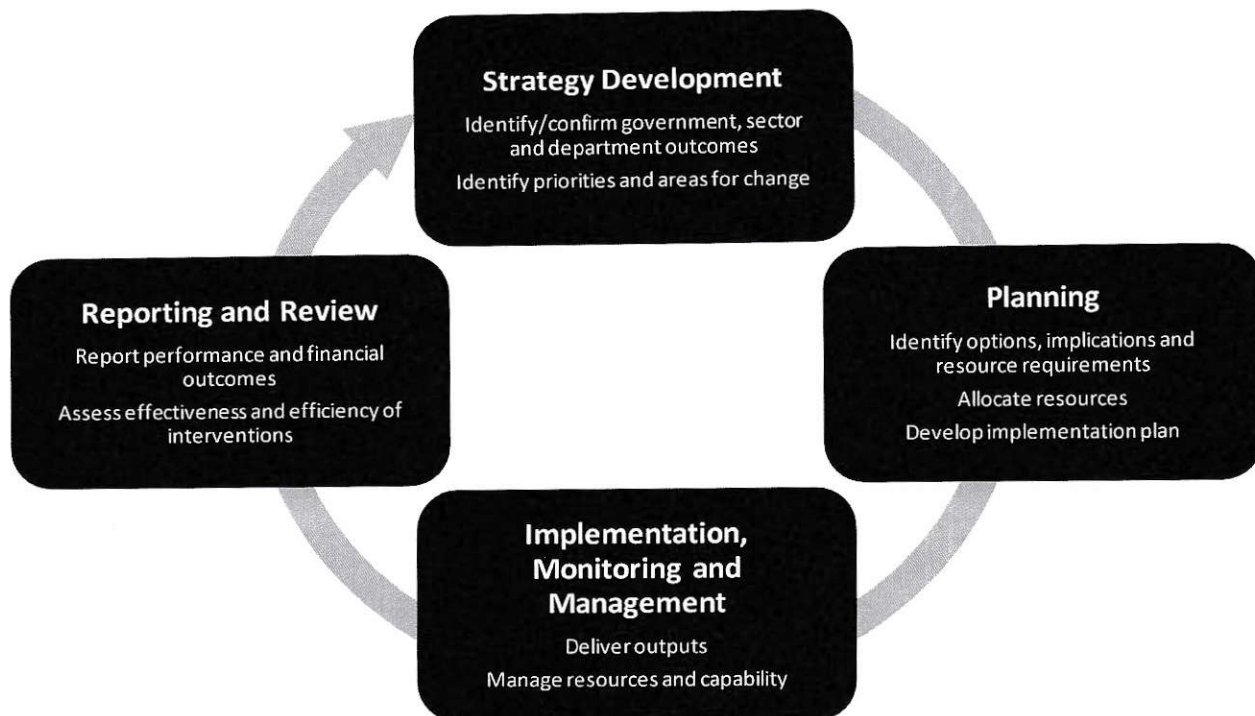 Strategy Development
Identify/confirm government, sector
and department outcomes
Identify priorities and areas for change
Planning
Identify options, implications and
resource requirements
Allocate resources
Develop implementation plan
Implementation,
Monitoring and
Management
Deliver outputs
Manage resources and capability
Reporting and Review
Report performance and financial
outcomes
Assess effectiveness and efficiency of
interventions